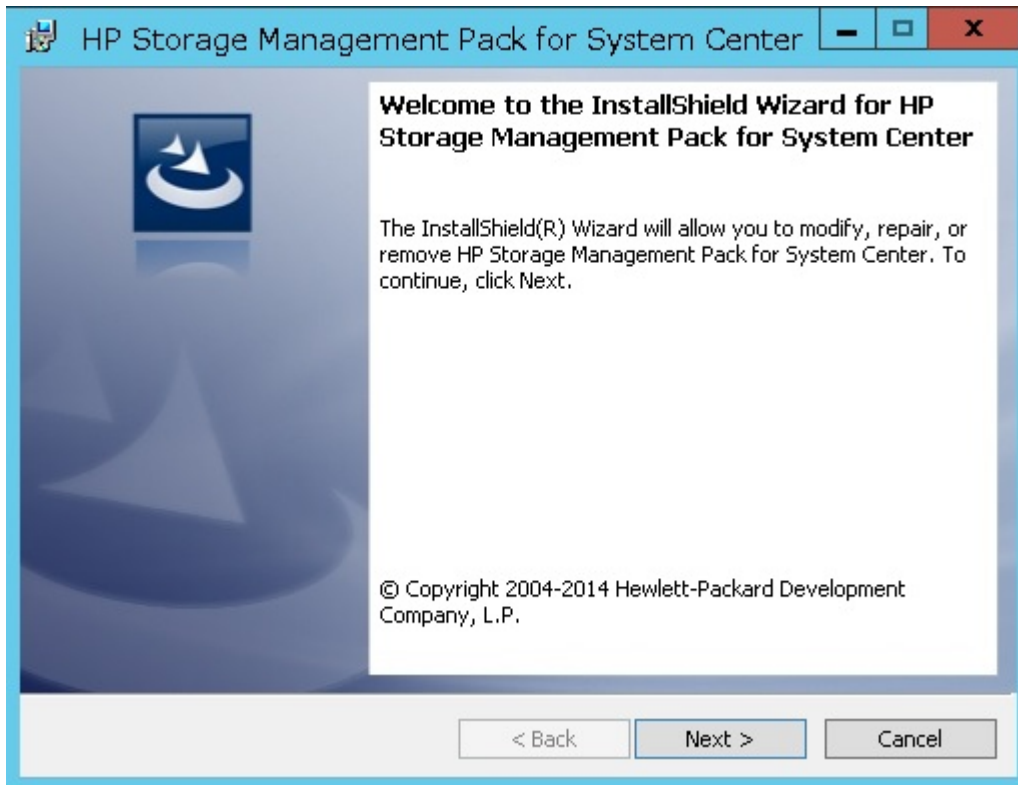 HP Storage Management Pack for System Center
Welcome to the InstallShield Wizard for HP
Storage Management Pack for System Center
The InstallShield(R) Wizard will allow you to modify, repair, or
remove HP Storage Management Pack for System Center. To
continue, click Next.
© Copyright 2004-2014 Hewlett-Packard Development
Company, L.P.
< Back
Next >
Cancel